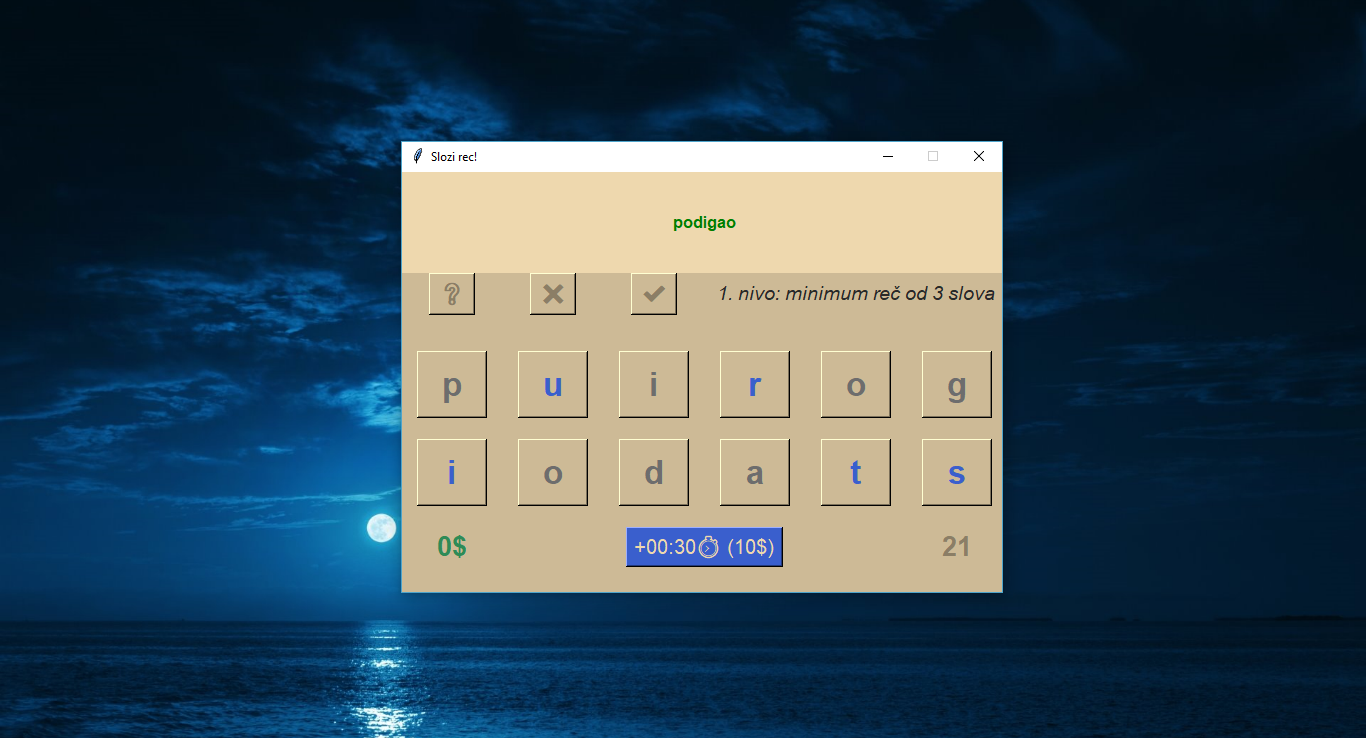 Slozi rec!
podigao
1. nivo: minimum reč od 3 slova
p u i r o g
i o d a t s
0$ +00:30⏱ (10$) 21